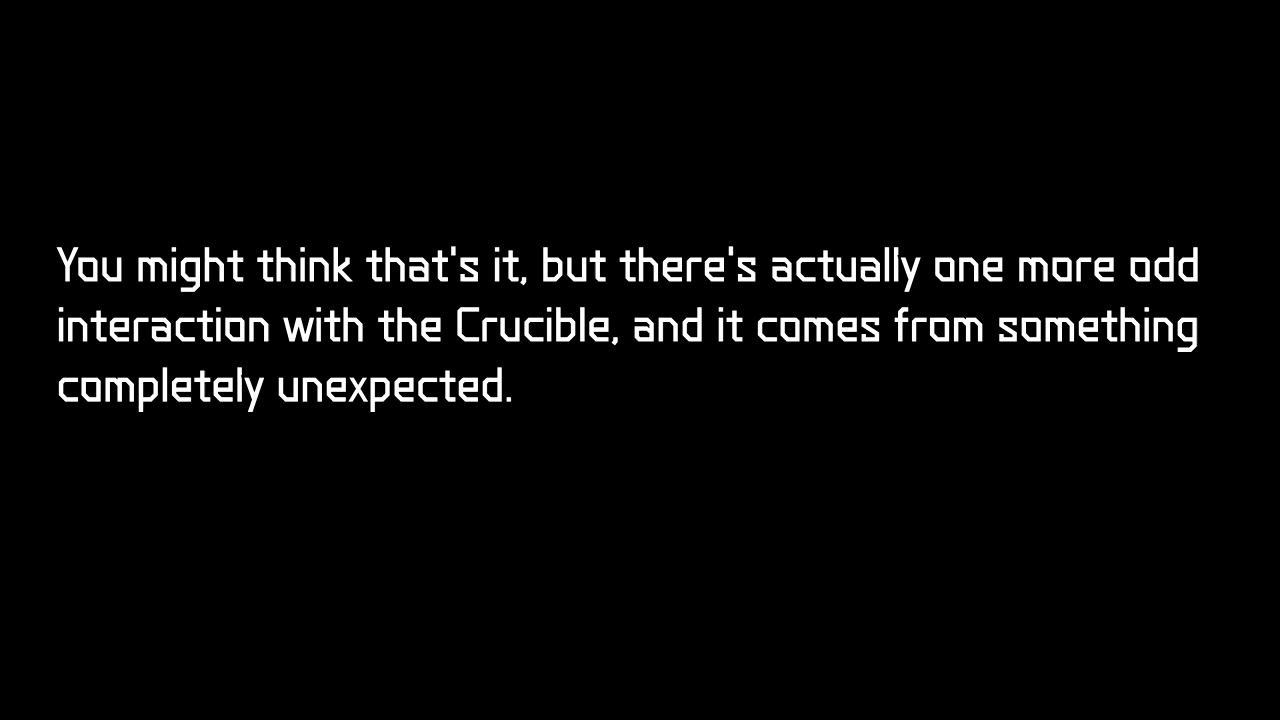 You might think that's it, but there's actually one more odd
interaction with the Crucible, and it comes from something
completely unexpected.